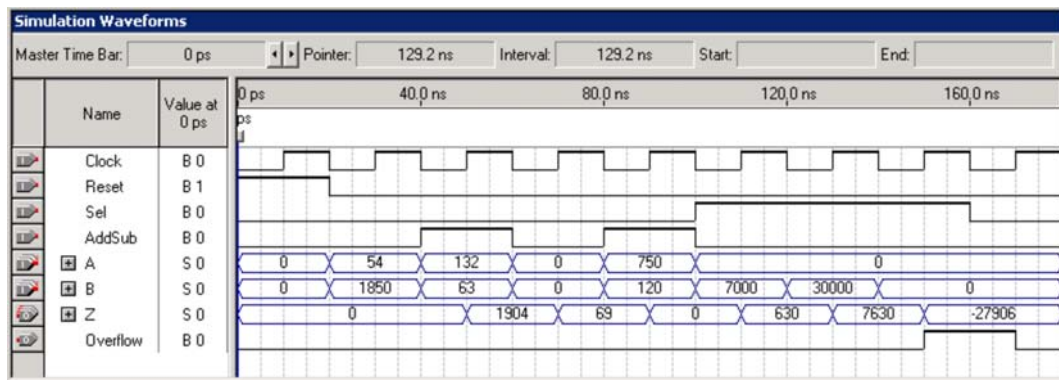 Simulation Waveforms
Master Time Bar: 0 ps Pointer: 129.2 ns Interval: 129.2 ns Start: End:
Name Value at 0 ps 0 ps 40.0 ns 80.0 ns 120.0 ns 160.0 ns
ps
Clock B 0
Reset B 1
Sel B 0
AddSub B 0
A S 0 0 54 132 0 750 0
B S 0 0 1850 63 0 120 7000 30000 0
Z S 0 0 1904 69 0 630 7630 -27906
Overflow B 0